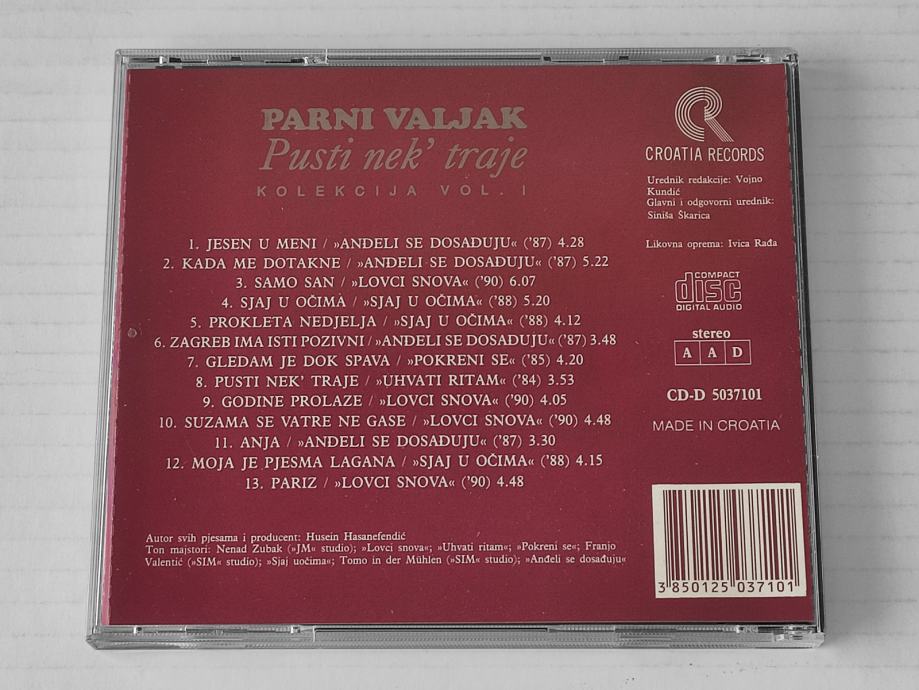 PARNI VALJAK
Pusti nek' traje
KOLEKCIJA VOL. I
1. JESEN U MENI / »ANĐELI SE DOSAĐUJU« ('87) 4.28
2. KADA ME DOTAKNE / »ANĐELI SE DOSAĐUJU« ('87) 5.22
3. SAMO SAN / »LOVCI SNOVA« ('90) 6.07
4. SJAJ U OČIMA / »SJAJ U OČIMA« ('88) 5.20
5. PROKLETA NEDJELJA / »SJAJ U OČIMA« ('88) 4.12
6. ZAGREB IMA ISTI POZIVNI / »ANĐELI SE DOSAĐUJU« ('87) 3.48
7. GLEDAM JE DOK SPAVA / »POKRENI SE« ('85) 4.20
8. PUSTI NEK' TRAJE / »UHVATI RITAM« ('84) 3.53
9. GODINE PROLAZE / »LOVCI SNOVA« ('90) 4.05
10. SUZAMA SE VATRE NE GASE / »LOVCI SNOVA« ('90) 4.48
11. ANJA / »ANĐELI SE DOSAĐUJU« ('87) 3.30
12. MOJA JE PJESMA LAGANA / »SJAJ U OČIMA« ('88) 4.15
13. PARIZ / »LOVCI SNOVA« ('90) 4.48
Autor svih pjesama i producent: Husein Hasanefendić
Ton majstori: Nenad Zubak (»JM« studio); »Lovci snova«; »Uhvati ritam«; »Pokreni se«; Franjo
Valentić (»SIM« studio); »Sjaj uočima«; Tomo in der Mühlen (»SIM« studio); »Anđeli se dosađuju«
CROATIA RECORDS
Urednik redakcije: Vojno
Kundić
Glavni i odgovorni urednik:
Siniša Škarica
Likovna oprema: Ivica Rađa
COMPACT
disc
DIGITAL AUDIO
stereo
A A D
CD-D 5037101
MADE IN CROATIA
3 850125 037101